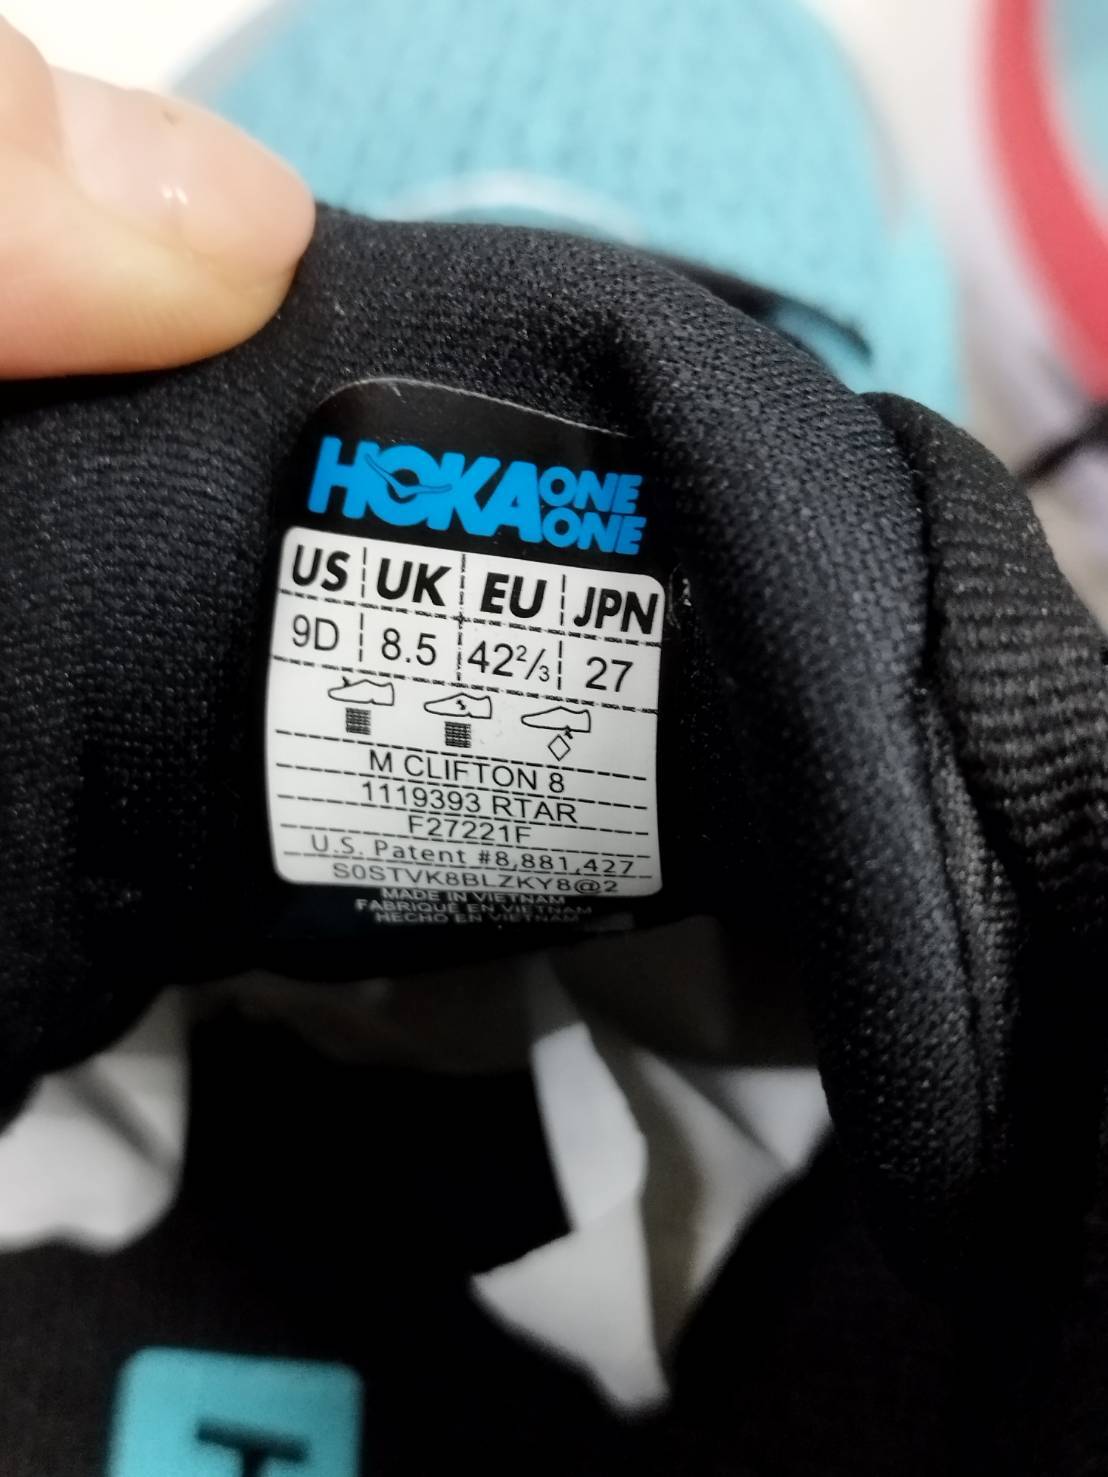 HOKA ONE ONE
US UK EU JPN
9D 8.5 42⅔ 27
M CLIFTON 8
1119393 RTAR
F27221F
U.S. Patent #8,881,427
S0STVK8BLZKY8@2
MADE IN VIETNAM
FABRIQUÉ EN VIETNAM
HECHO EN VIETNAM